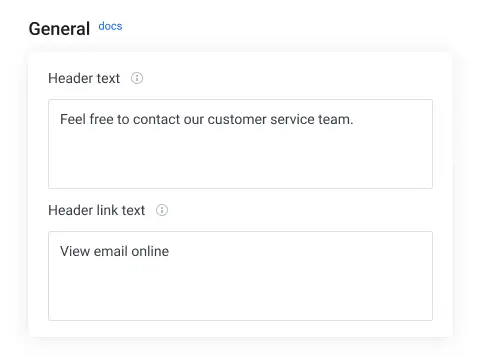 General docs
Header text
Feel free to contact our customer service team.
Header link text
View email online